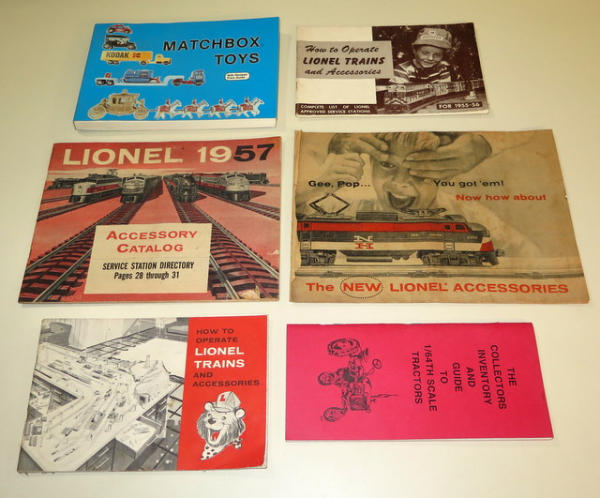 MATCHBOX
TOYS
KODAK
How to Operate
LIONEL TRAINS
and Accessories
COMPLETE LIST OF LIONEL
APPROVED SERVICE STATIONS
FOR 1955-56
LIONEL 1957
ACCESSORY
CATALOG
SERVICE STATION DIRECTORY
Pages 28 through 31
Gee, Pop...
You got 'em!
Now how about
N
H
The NEW LIONEL ACCESSORIES
HOW TO
OPERATE
LIONEL
TRAINS
AND
ACCESSORIES
L
THE
COLLECTORS
INVENTORY
AND
GUIDE
TO
1/64TH SCALE
TRACTORS